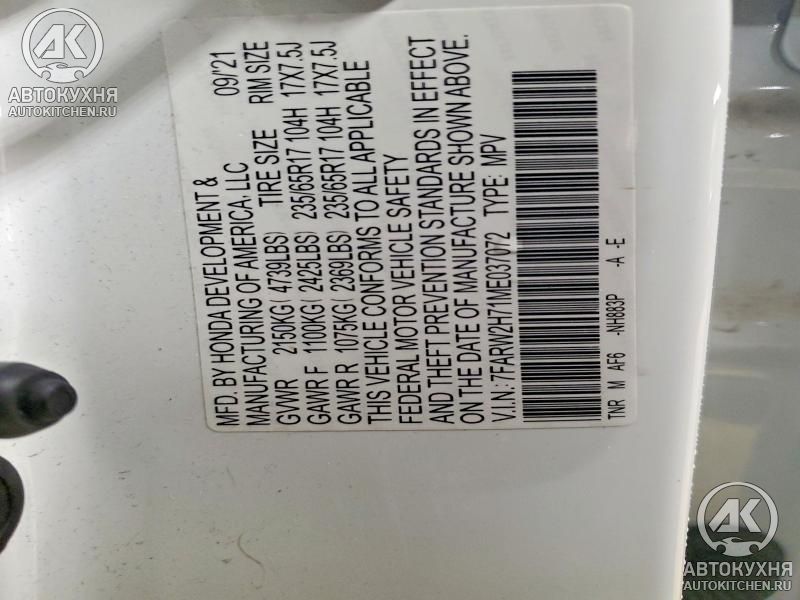 AK
АВТОКУХНЯ
AUTOKITCHEN.RU
MFD. BY HONDA DEVELOPMENT & 09/'21
MANUFACTURING OF AMERICA, LLC
GVWR 2150KG( 4739LBS) TIRE SIZE RIM SIZE
GAWR F 1100KG( 2425LBS) 235/65R17 104H 17X7.5J
GAWR R 1075KG( 2369LBS) 235/65R17 104H 17X7.5J
THIS VEHICLE CONFORMS TO ALL APPLICABLE
FEDERAL MOTOR VEHICLE SAFETY
AND THEFT PREVENTION STANDARDS IN EFFECT
ON THE DATE OF MANUFACTURE SHOWN ABOVE.
V.I.N: 7FARW2H71ME037072 TYPE: MPV
TNR M AF6 -NH883P -A -E
AK
АВТОКУХНЯ
AUTOKITCHEN.RU